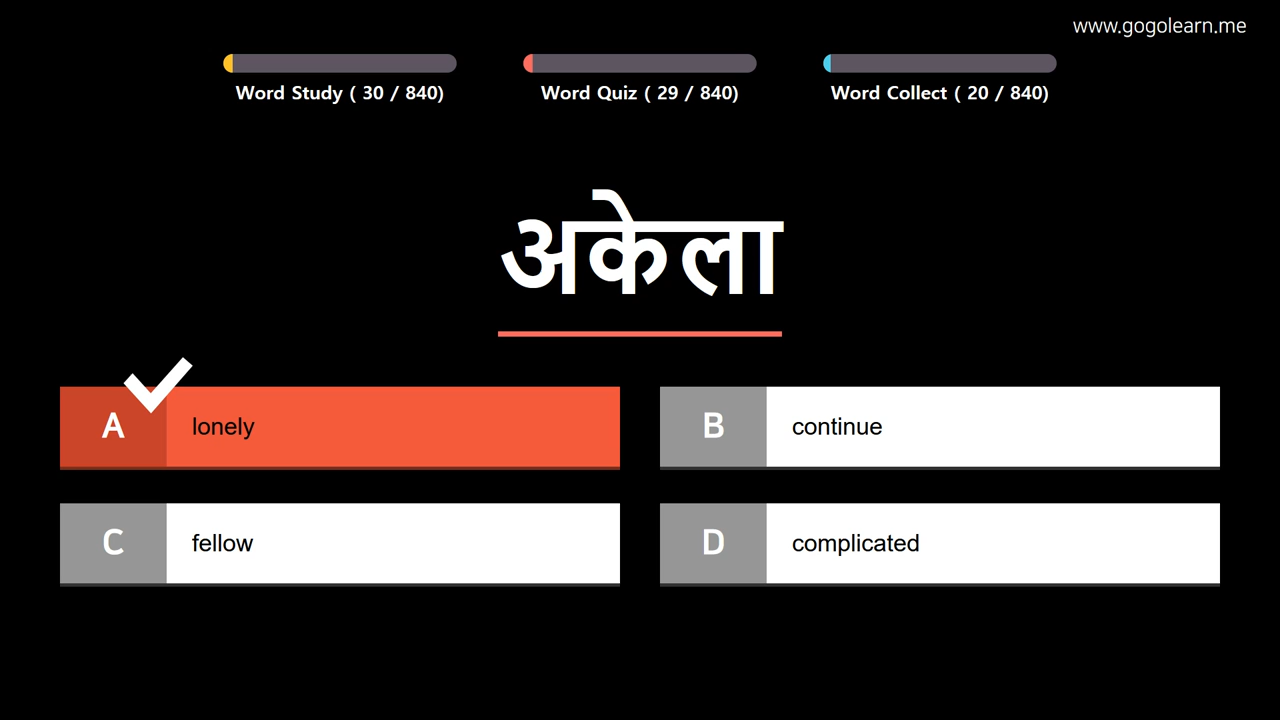 www.gogolearn.me
Word Study ( 30 / 840)
Word Quiz ( 29 / 840)
Word Collect ( 20 / 840)
अकेला
A lonely
B continue
C fellow
D complicated